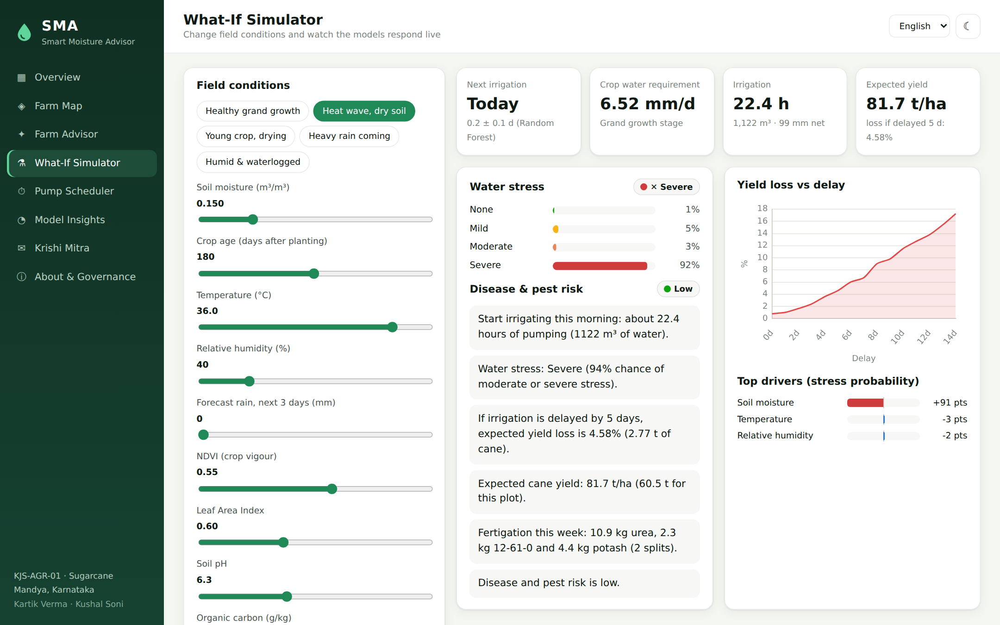 SMA
Smart Moisture Advisor
Overview
Farm Map
Farm Advisor
What-If Simulator
Pump Scheduler
Model Insights
Krishi Mitra
About & Governance
KJS-AGR-01 · Sugarcane
Mandya, Karnataka
Kartik Verma · Kushal Soni
What-If Simulator
Change field conditions and watch the models respond live
English
Field conditions
Healthy grand growth
Heat wave, dry soil
Young crop, drying
Heavy rain coming
Humid & waterlogged
Soil moisture (m³/m³)
0.150
Crop age (days after planting)
180
Temperature (°C)
36.0
Relative humidity (%)
40
Forecast rain, next 3 days (mm)
0
NDVI (crop vigour)
0.55
Leaf Area Index
0.60
Soil pH
6.3
Organic carbon (g/kg)
Next irrigation
Today
0.2 ± 0.1 d (Random
Forest)
Crop water requirement
6.52 mm/d
Grand growth stage
Irrigation
22.4 h
1,122 m³ · 99 mm net
Expected yield
81.7 t/ha
loss if delayed 5 d:
4.58%
Water stress
✕ Severe
None 1%
Mild 5%
Moderate 3%
Severe 92%
Disease & pest risk
Low
Start irrigating this morning: about 22.4
hours of pumping (1122 m³ of water).
Water stress: Severe (94% chance of
moderate or severe stress).
If irrigation is delayed by 5 days,
expected yield loss is 4.58% (2.77 t of
cane).
Expected cane yield: 81.7 t/ha (60.5 t for
this plot).
Fertigation this week: 10.9 kg urea, 2.3
kg 12-61-0 and 4.4 kg potash (2 splits).
Disease and pest risk is low.
Yield loss vs delay
18
16
14
12
10
8
6
4
2
0
%
0d 2d 4d 6d 8d 10d 12d 14d
Delay
Top drivers (stress probability)
Soil moisture +91 pts
Temperature -3 pts
Relative humidity -2 pts